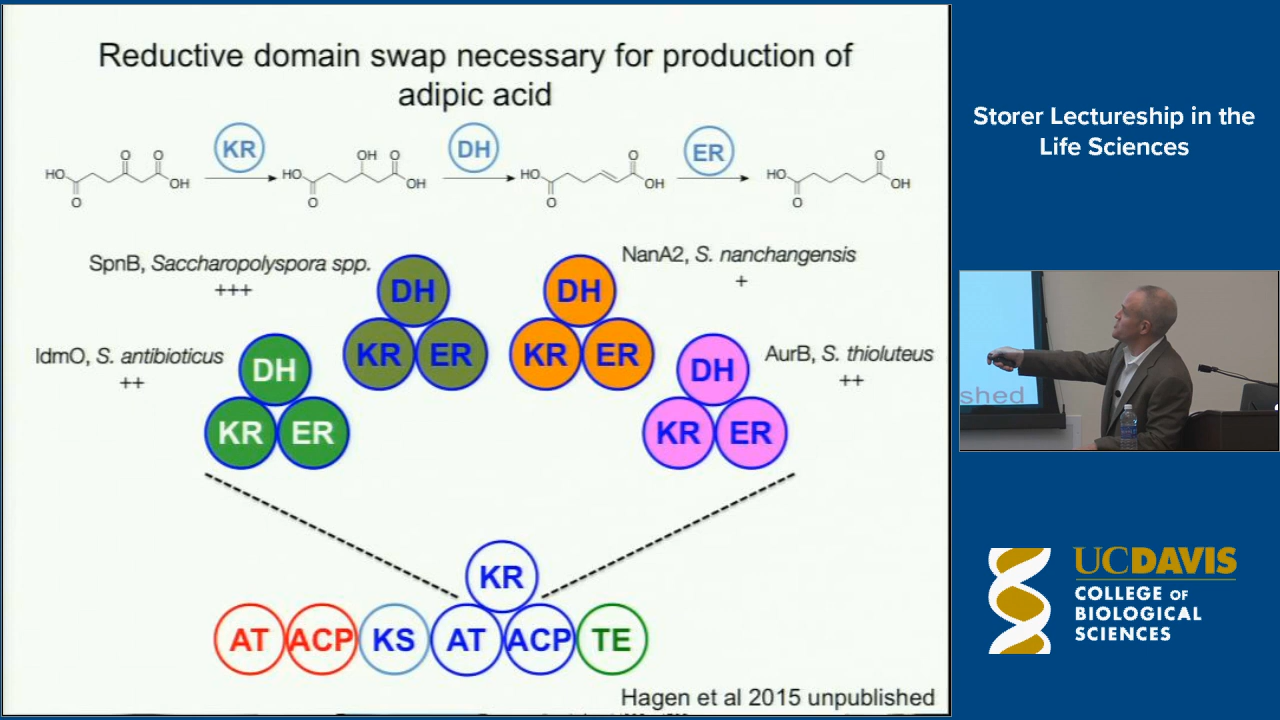 Reductive domain swap necessary for production of
adipic acid
KR
DH
ER
HO
O
O
O
OH
HO
O
OH
O
OH
HO
O
O
OH
HO
O
O
OH
SpnB, Saccharopolyspora spp.
+++
NanA2, S. nanchangensis
+
IdmO, S. antibioticus
++
AurB, S. thioluteus
++
DH
KR
ER
DH
KR
ER
DH
KR
ER
DH
KR
ER
KR
AT
ACP
KS
AT
ACP
TE
Hagen et al 2015 unpublished
Storer Lectureship in the
Life Sciences
shed
UCDAVIS
COLLEGE OF
BIOLOGICAL
SCIENCES